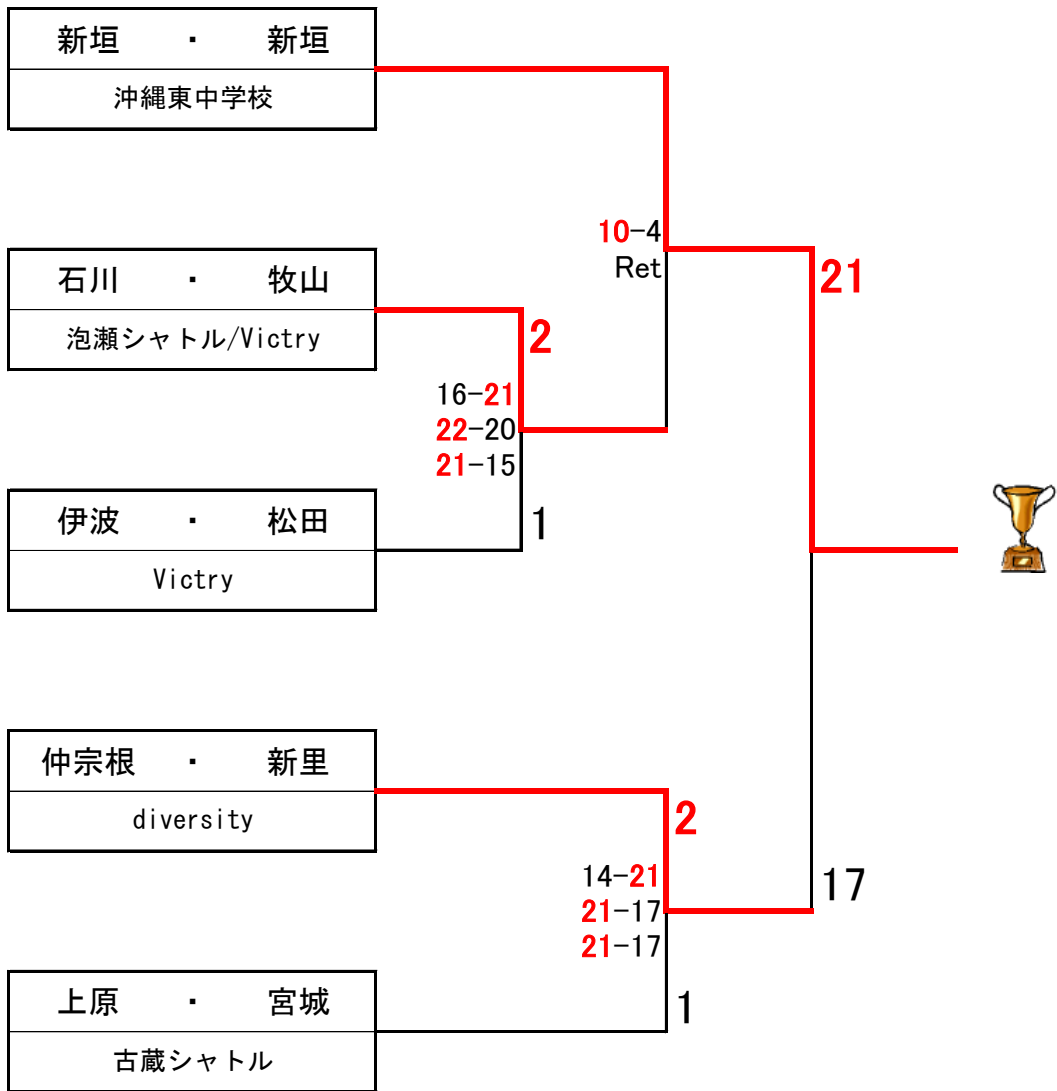 新垣 ・ 新垣
沖縄東中学校
10-4
Ret
21
石川 ・ 牧山
泡瀬シャトル/Victry
2
16-21
22-20
21-15
伊波 ・ 松田
Victry
1
仲宗根 ・ 新里
diversity
2
14-21
21-17
21-17
17
上原 ・ 宮城
古蔵シャトル
1